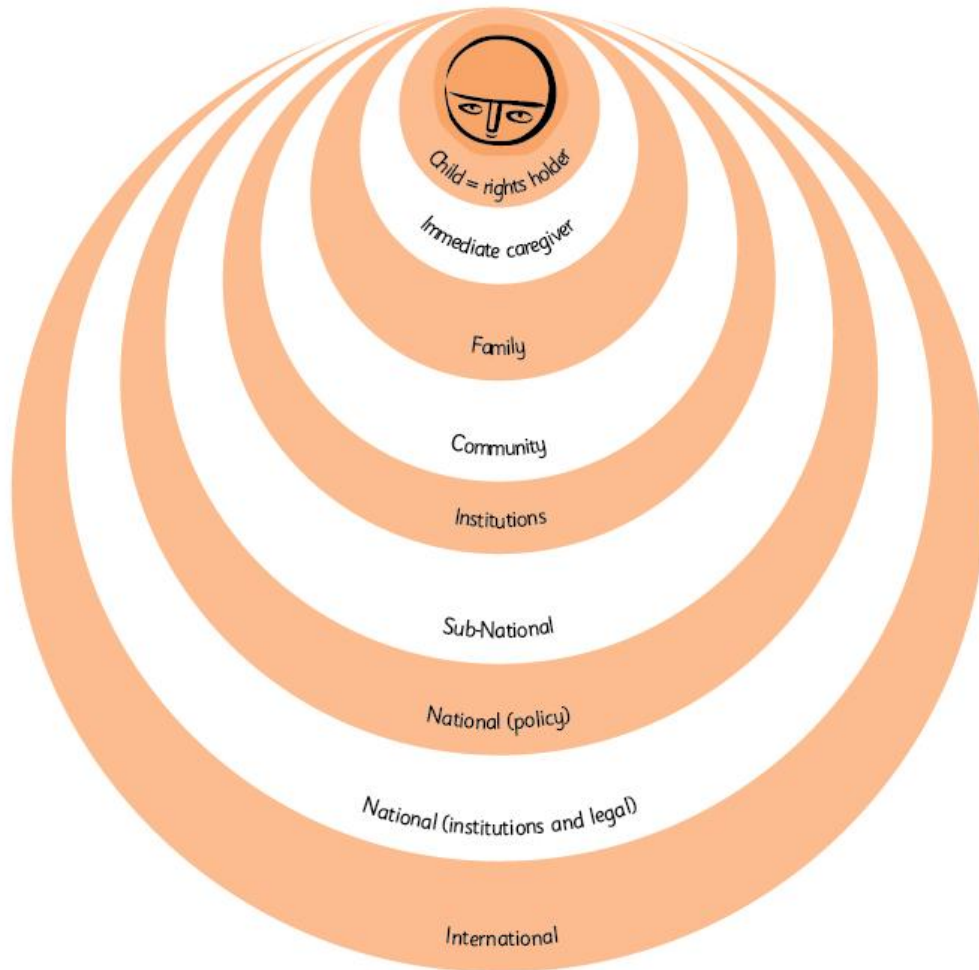 Child = rights holder
Immediate caregiver
Family
Community
Institutions
Sub-National
National (policy)
National (institutions and legal)
International